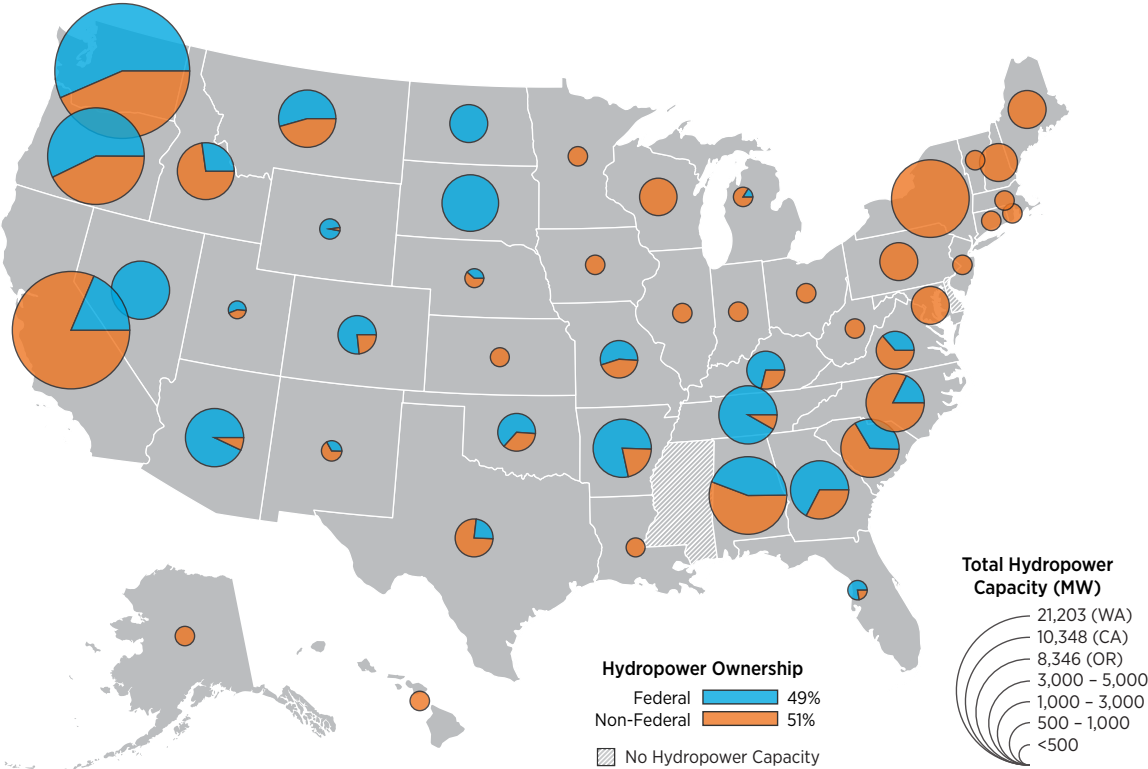 Total Hydropower
Capacity (MW)
21,203 (WA)
10,348 (CA)
8,346 (OR)
3,000 – 5,000
1,000 – 3,000
500 – 1,000
<500
Hydropower Ownership
Federal 49%
Non-Federal 51%
No Hydropower Capacity